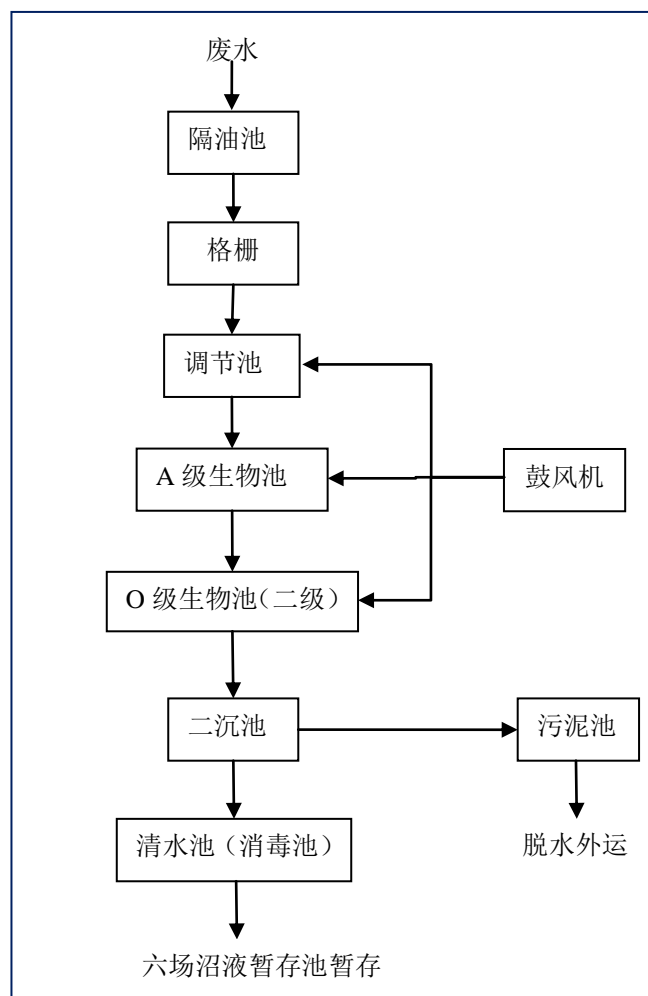 废水
隔油池
格栅
调节池
A 级生物池
鼓风机
O 级生物池（二级）
二沉池
污泥池
清水池（消毒池）
脱水外运
六场沼液暂存池暂存